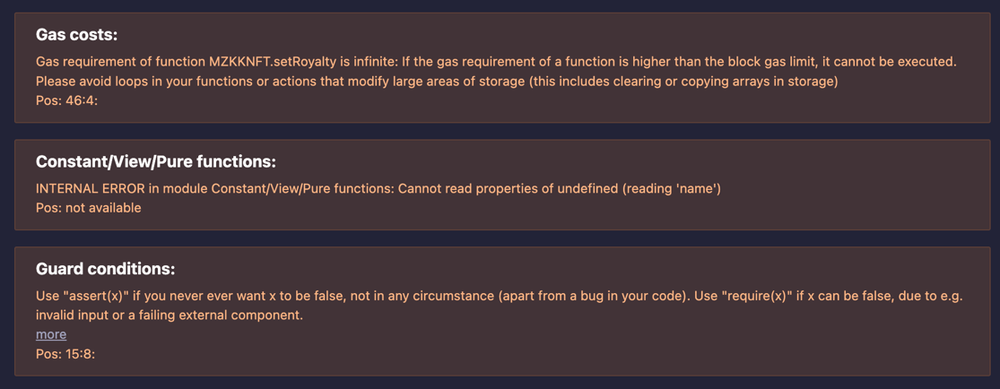 Gas costs:
Gas requirement of function MZKKNFT.setRoyalty is infinite: If the gas requirement of a function is higher than the block gas limit, it cannot be executed.
Please avoid loops in your functions or actions that modify large areas of storage (this includes clearing or copying arrays in storage)
Pos: 46:4:
Constant/View/Pure functions:
INTERNAL ERROR in module Constant/View/Pure functions: Cannot read properties of undefined (reading 'name')
Pos: not available
Guard conditions:
Use "assert(x)" if you never ever want x to be false, not in any circumstance (apart from a bug in your code). Use "require(x)" if x can be false, due to e.g.
invalid input or a failing external component.
more
Pos: 15:8: